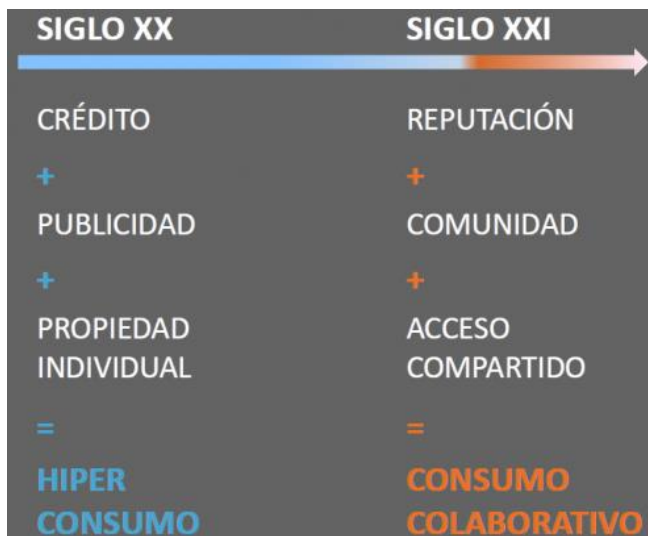 SIGLO XX
SIGLO XXI
CRÉDITO
+
PUBLICIDAD
+
PROPIEDAD
INDIVIDUAL
=
HIPER
CONSUMO
REPUTACIÓN
+
COMUNIDAD
+
ACCESO
COMPARTIDO
=
CONSUMO
COLABORATIVO